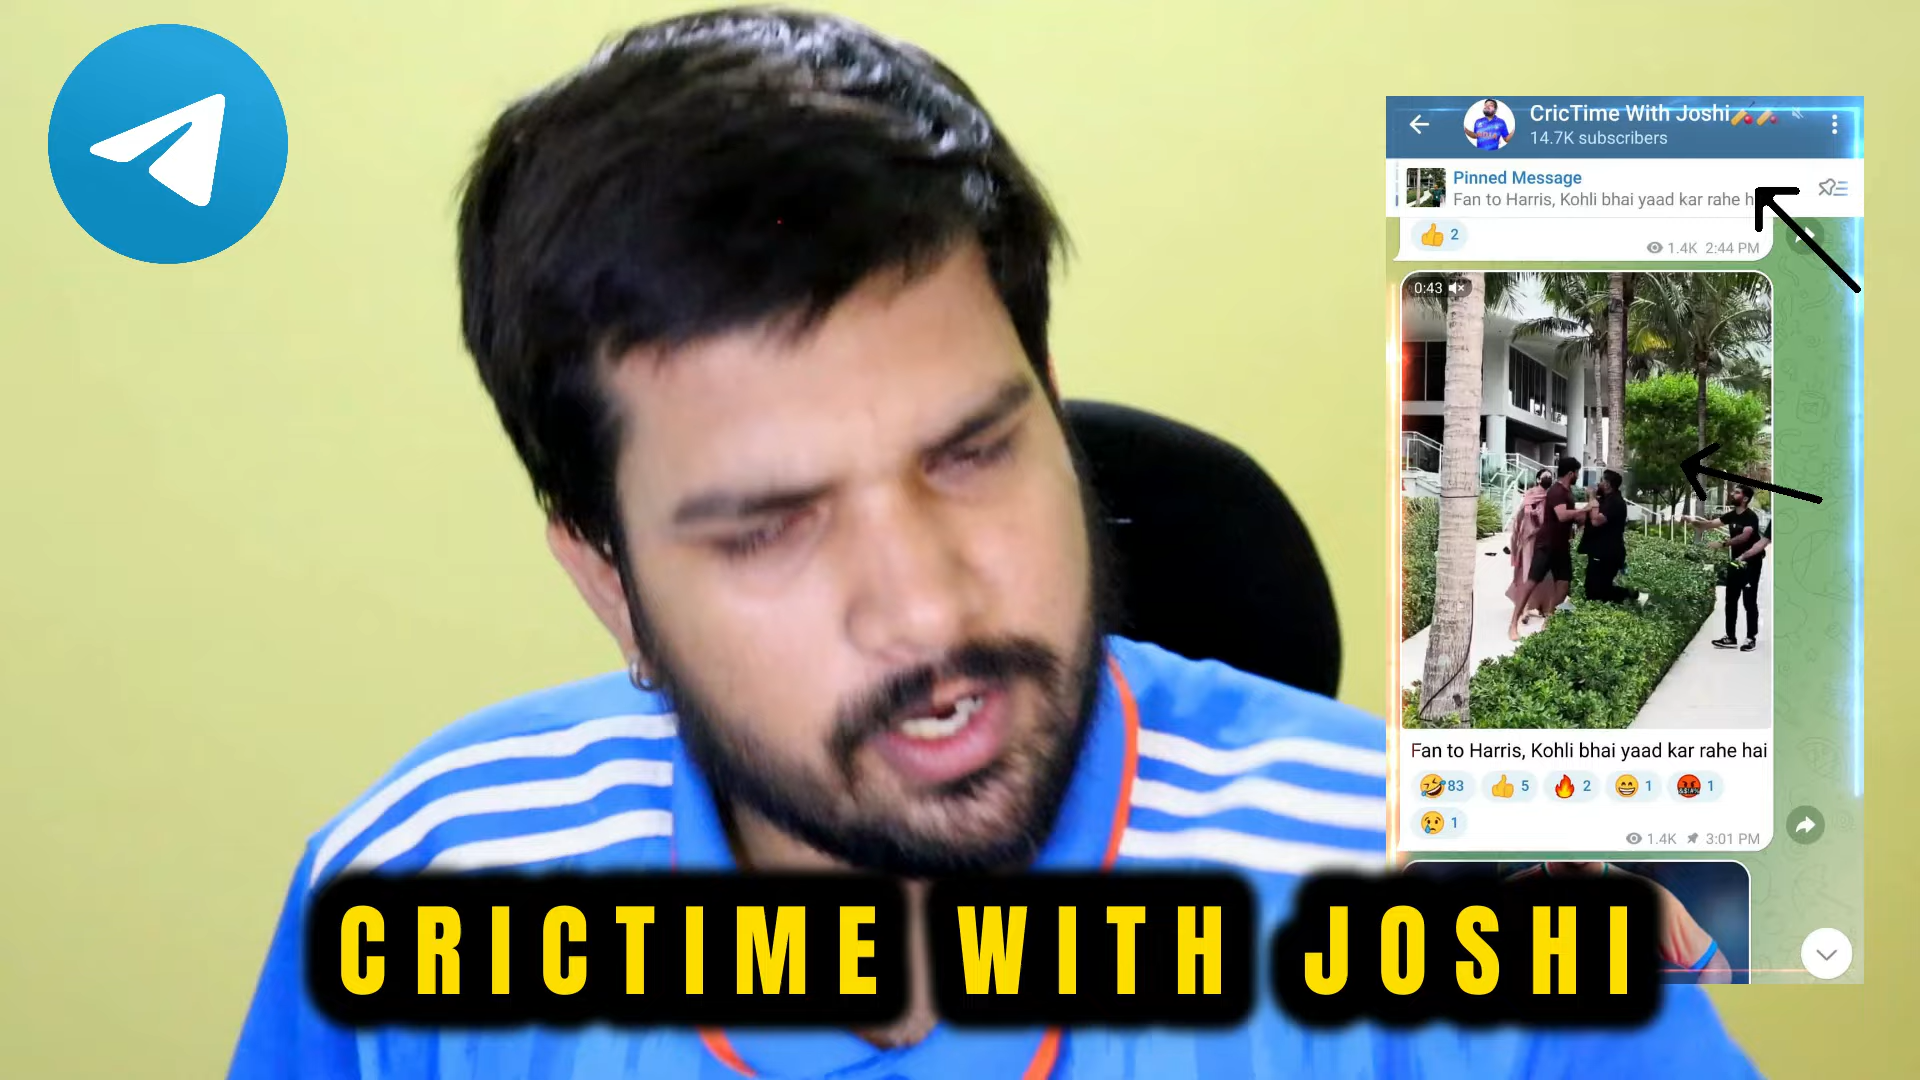 CricTime With Joshi🏏🏏
14.7K subscribers
Pinned Message
Fan to Harris, Kohli bhai yaad kar rahe h
2
1.4K 2:44 PM
0:43
Fan to Harris, Kohli bhai yaad kar rahe hai
83 5 2 1 1
1
1.4K 3:01 PM
CRICTIME WITH JOSHI